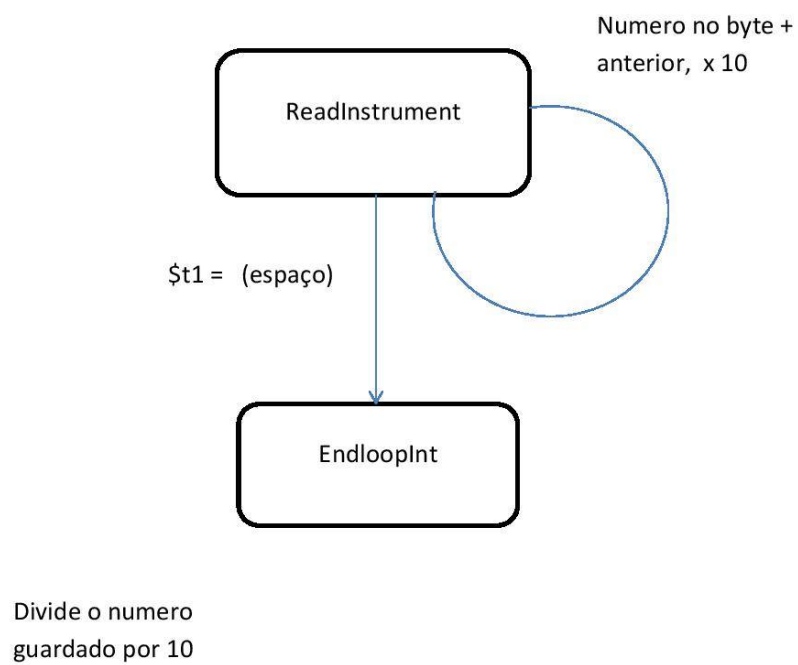 Numero no byte +
anterior,  x 10
ReadInstrument
$t1 =   (espaço)
EndloopInt
Divide o numero
guardado por 10